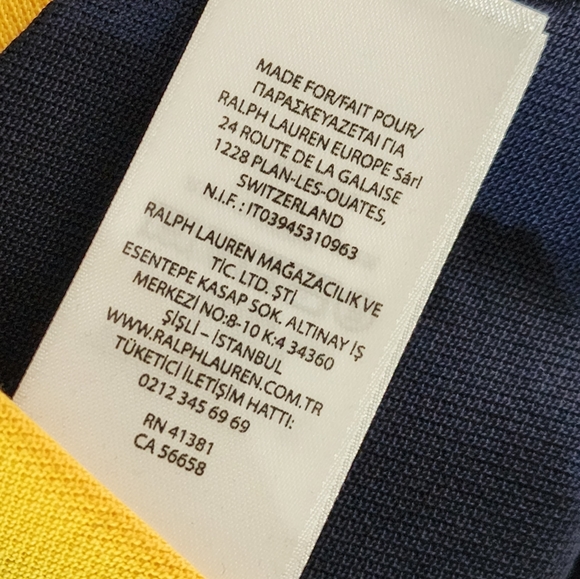 MADE FOR/FAIT POUR/
ΠΑΡΑΣΚΕΥΑΖΕΤΑΙ ΓΙΑ
RALPH LAUREN EUROPE Sárl
24 ROUTE DE LA GALAISE
1228 PLAN-LES-OUATES,
SWITZERLAND
N.I.F. : IT03945310963
RALPH LAUREN MAĞAZACILIK VE
TİC. LTD. ŞTİ
ESENTEPE KASAP SOK. ALTINAY İŞ
MERKEZİ NO:8-10 K:4 34360
ŞİŞLİ – İSTANBUL
WWW.RALPHLAUREN.COM.TR
TÜKETİCİ İLETİŞİM HATTI:
0212 345 69 69
RN 41381
CA 56658